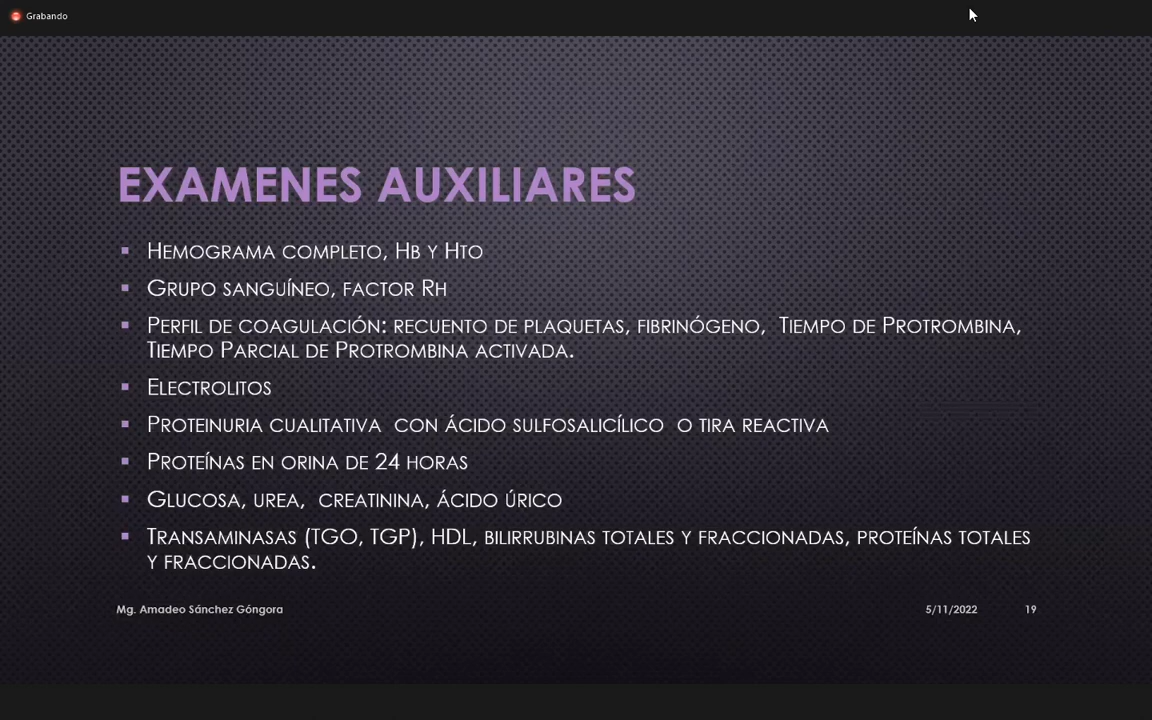 Grabando
EXAMENES AUXILIARES
▪ Hemograma completo, Hb y Hto
▪ Grupo sanguíneo, factor Rh
▪ Perfil de coagulación: recuento de plaquetas, fibrinógeno, Tiempo de Protrombina,
Tiempo Parcial de Protrombina activada.
▪ Electrolitos
▪ Proteinuria cualitativa con ácido sulfosalicílico o tira reactiva
▪ Proteínas en orina de 24 horas
▪ Glucosa, urea, creatinina, ácido úrico
▪ Transaminasas (TGO, TGP), HDL, bilirrubinas totales y fraccionadas, proteínas totales
y fraccionadas.
Mg. Amadeo Sánchez Góngora 5/11/2022 19